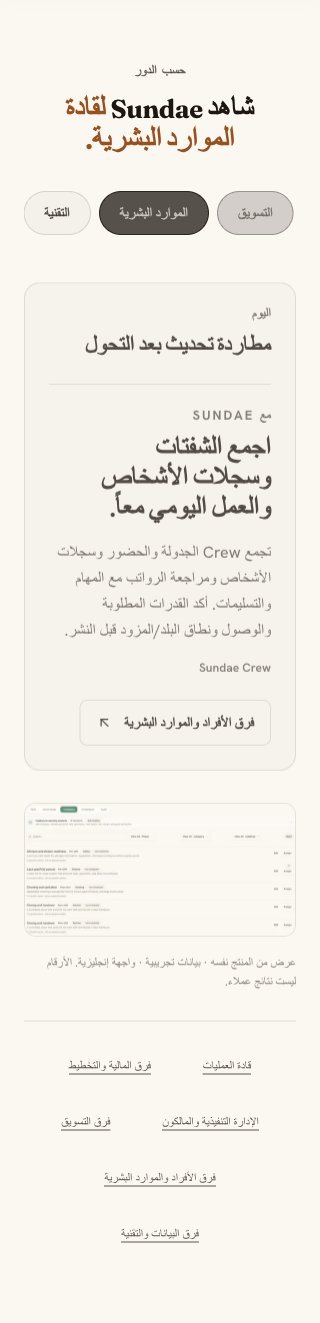 حسب الدور
شاهد Sundae لقادة
الموارد البشرية.
التسويق
الموارد البشرية
التقنية
اليوم
مطاردة تحديث بعد التحول
مع SUNDAE
اجمع الشفتات
وسجلات الأشخاص
والعمل اليومي معاً.
تجمع Crew الجدولة والحضور وسجلات
الأشخاص ومراجعة الرواتب مع المهام
والتسليمات. أكد القدرات المطلوبة
والوصول ونطاق البلد/المزود قبل النشر.
Sundae Crew
فرق الأفراد والموارد البشرية
عرض من المنتج نفسه · بيانات تجريبية · واجهة إنجليزية. الأرقام
ليست نتائج عملاء.
قادة العمليات
فرق المالية والتخطيط
الإدارة التنفيذية والمالكون
فرق التسويق
فرق الأفراد والموارد البشرية
فرق البيانات والتقنية